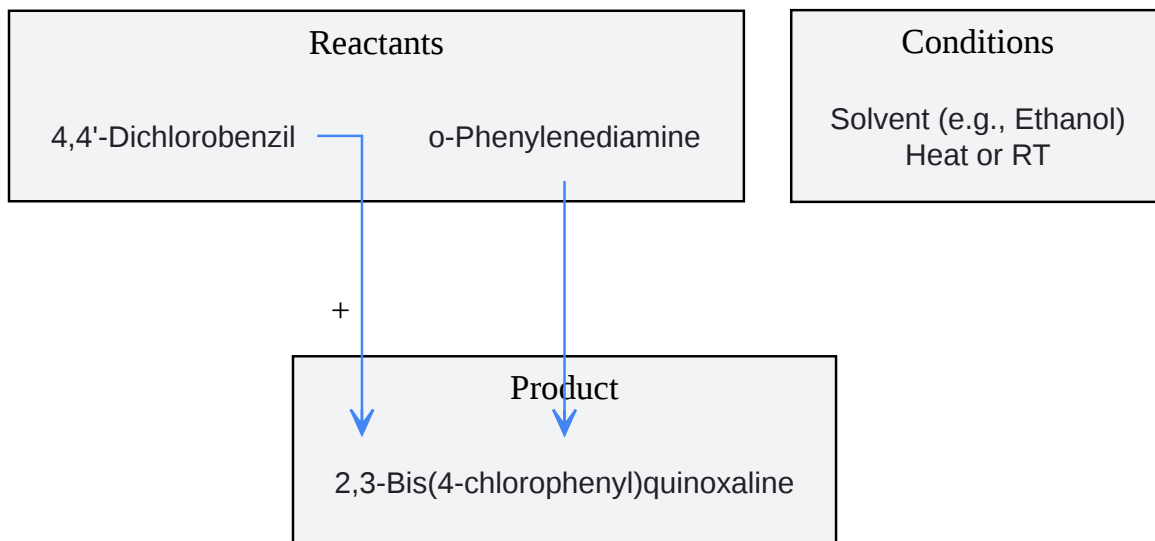 Reactants
4,4'-Dichlorobenzil
o-Phenylenediamine
Conditions
Solvent (e.g., Ethanol)
Heat or RT
+
Product
2,3-Bis(4-chlorophenyl)quinoxaline